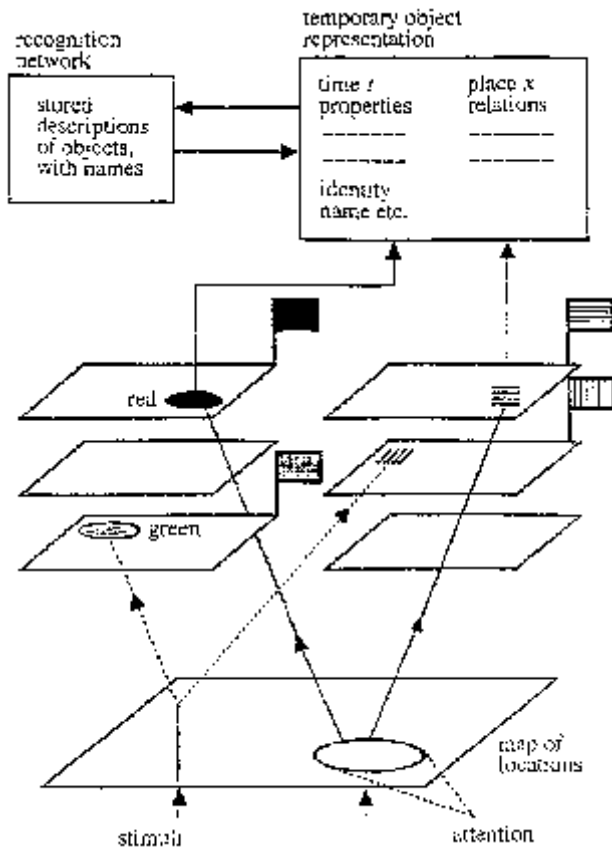 recognition
network
temporary object
representation
stored
descriptions
of objects,
with names
time t
properties
place x
relations
identity
name etc.
red
green
map of
locations
stimuli
attention